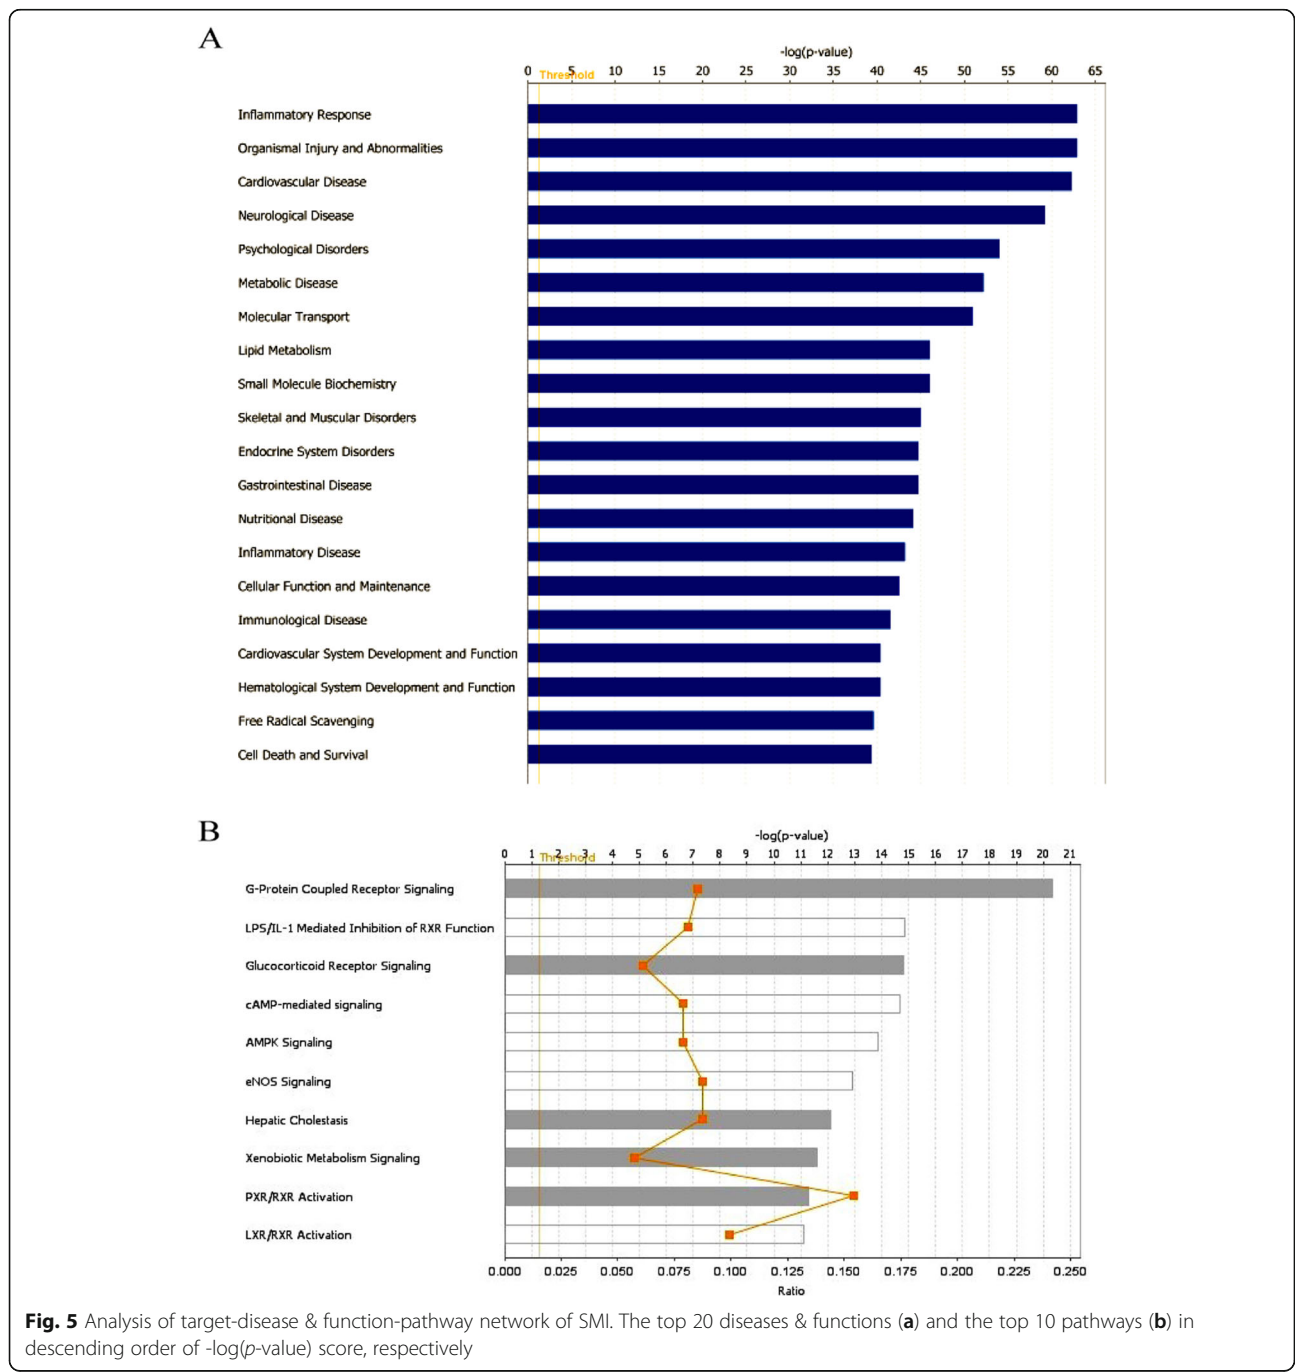 A
-log(p-value)
0 5 10 15 20 25 30 35 40 45 50 55 60 65
Threshold
Inflammatory Response
Organismal Injury and Abnormalities
Cardiovascular Disease
Neurological Disease
Psychological Disorders
Metabolic Disease
Molecular Transport
Lipid Metabolism
Small Molecule Biochemistry
Skeletal and Muscular Disorders
Endocrine System Disorders
Gastrointestinal Disease
Nutritional Disease
Inflammatory Disease
Cellular Function and Maintenance
Immunological Disease
Cardiovascular System Development and Function
Hematological System Development and Function
Free Radical Scavenging
Cell Death and Survival
B
-log(p-value)
0 1 2 3 4 5 6 7 8 9 10 11 12 13 14 15 16 17 18 19 20 21
Threshold
G-Protein Coupled Receptor Signaling
LPS/IL-1 Mediated Inhibition of RXR Function
Glucocorticoid Receptor Signaling
cAMP-mediated signaling
AMPK Signaling
eNOS Signaling
Hepatic Cholestasis
Xenobiotic Metabolism Signaling
PXR/RXR Activation
LXR/RXR Activation
0.000 0.025 0.050 0.075 0.100 0.125 0.150 0.175 0.200 0.225 0.250
Ratio
Fig. 5 Analysis of target-disease & function-pathway network of SMI. The top 20 diseases & functions (a) and the top 10 pathways (b) in
descending order of -log(p-value) score, respectively